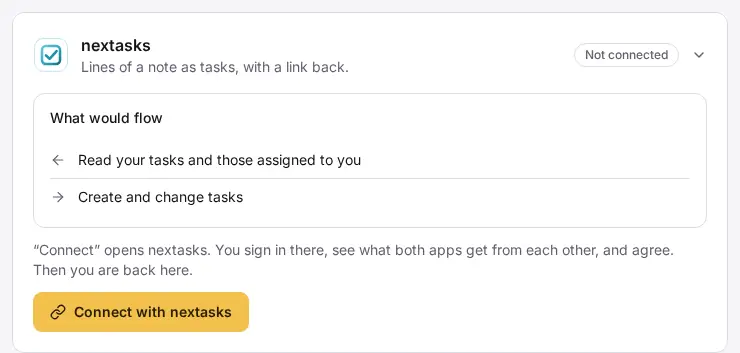 nextasks
Lines of a note as tasks, with a link back.
Not connected
What would flow
Read your tasks and those assigned to you
Create and change tasks
“Connect” opens nextasks. You sign in there, see what both apps get from each other, and agree.
Then you are back here.
Connect with nextasks